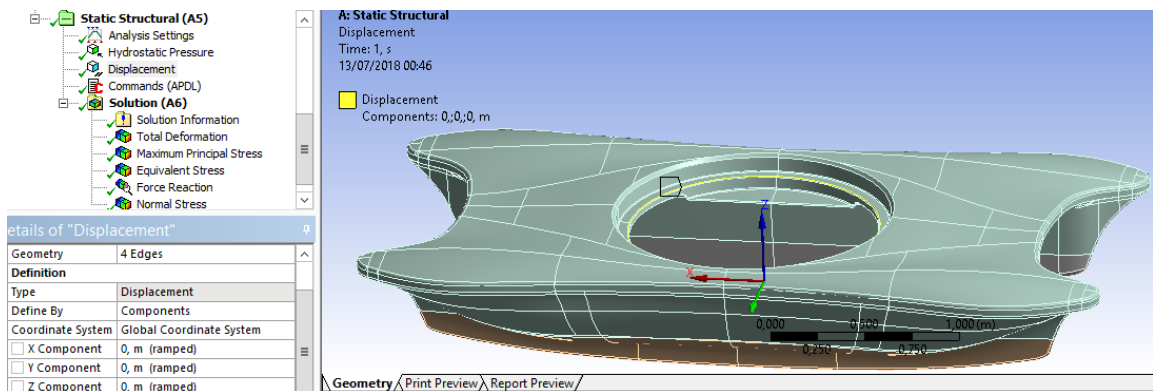 Static Structural (A5)
Analysis Settings
Hydrostatic Pressure
Displacement
Commands (APDL)
Solution (A6)
Solution Information
Total Deformation
Maximum Principal Stress
Equivalent Stress
Force Reaction
Normal Stress
etails of "Displacement"
Geometry 4 Edges
Definition
Type Displacement
Define By Components
Coordinate System Global Coordinate System
X Component 0, m (ramped)
Y Component 0, m (ramped)
Z Component 0, m (ramped)
A: Static Structural
Displacement
Time: 1, s
13/07/2018 00:46
Displacement
Components: 0,;0,;0, m
Z
X
0,000 0,500 1,000 (m)
0,250 0,750
Geometry Print Preview Report Preview